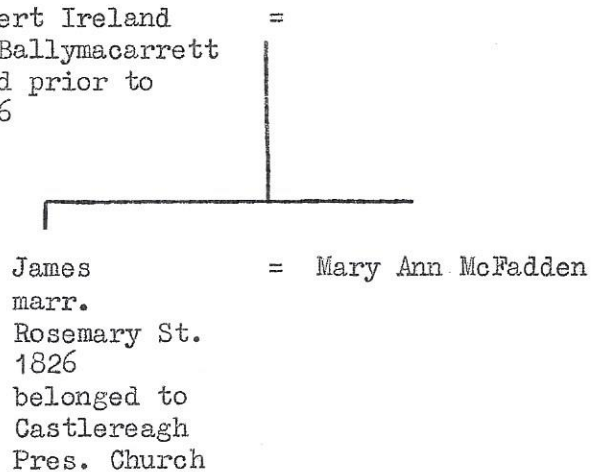 ert Ireland =
Ballymacarrett
d prior to
6
James = Mary Ann McFadden
marr.
Rosemary St.
1826
belonged to
Castlereagh
Pres. Church